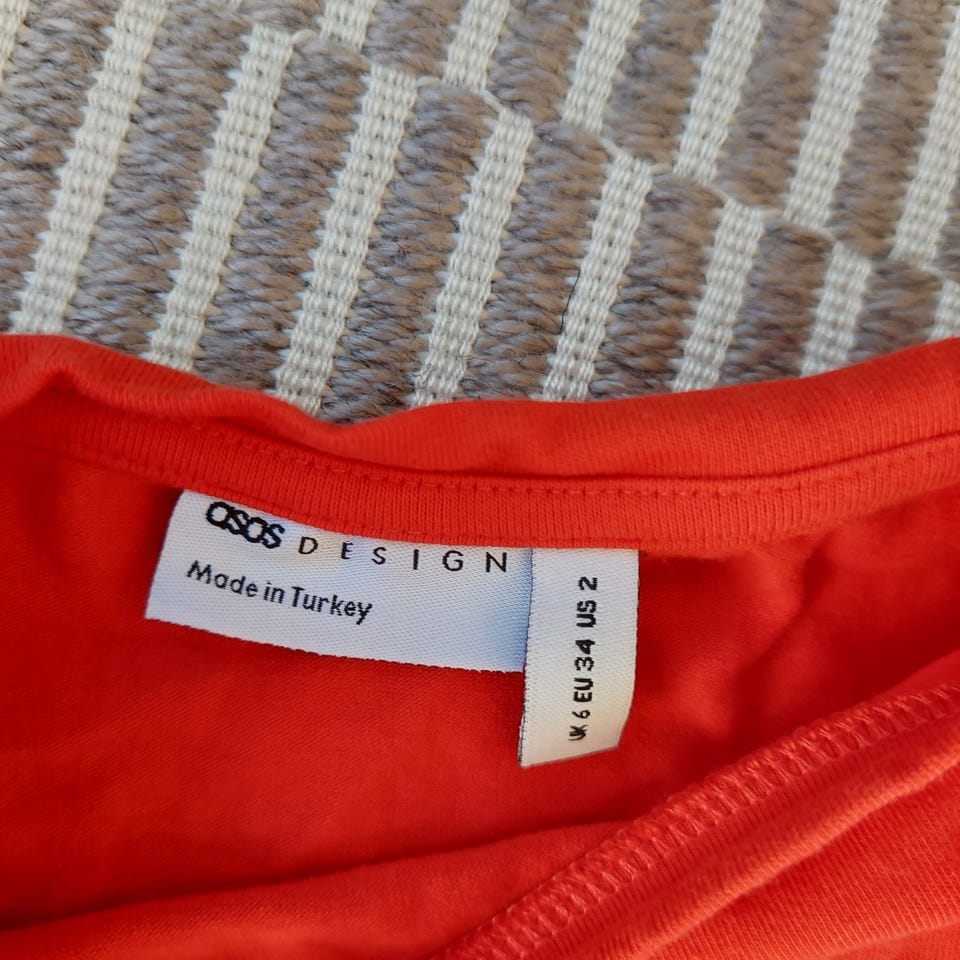 asos DESIGN
Made in Turkey
UK 6 EU 34 US 2